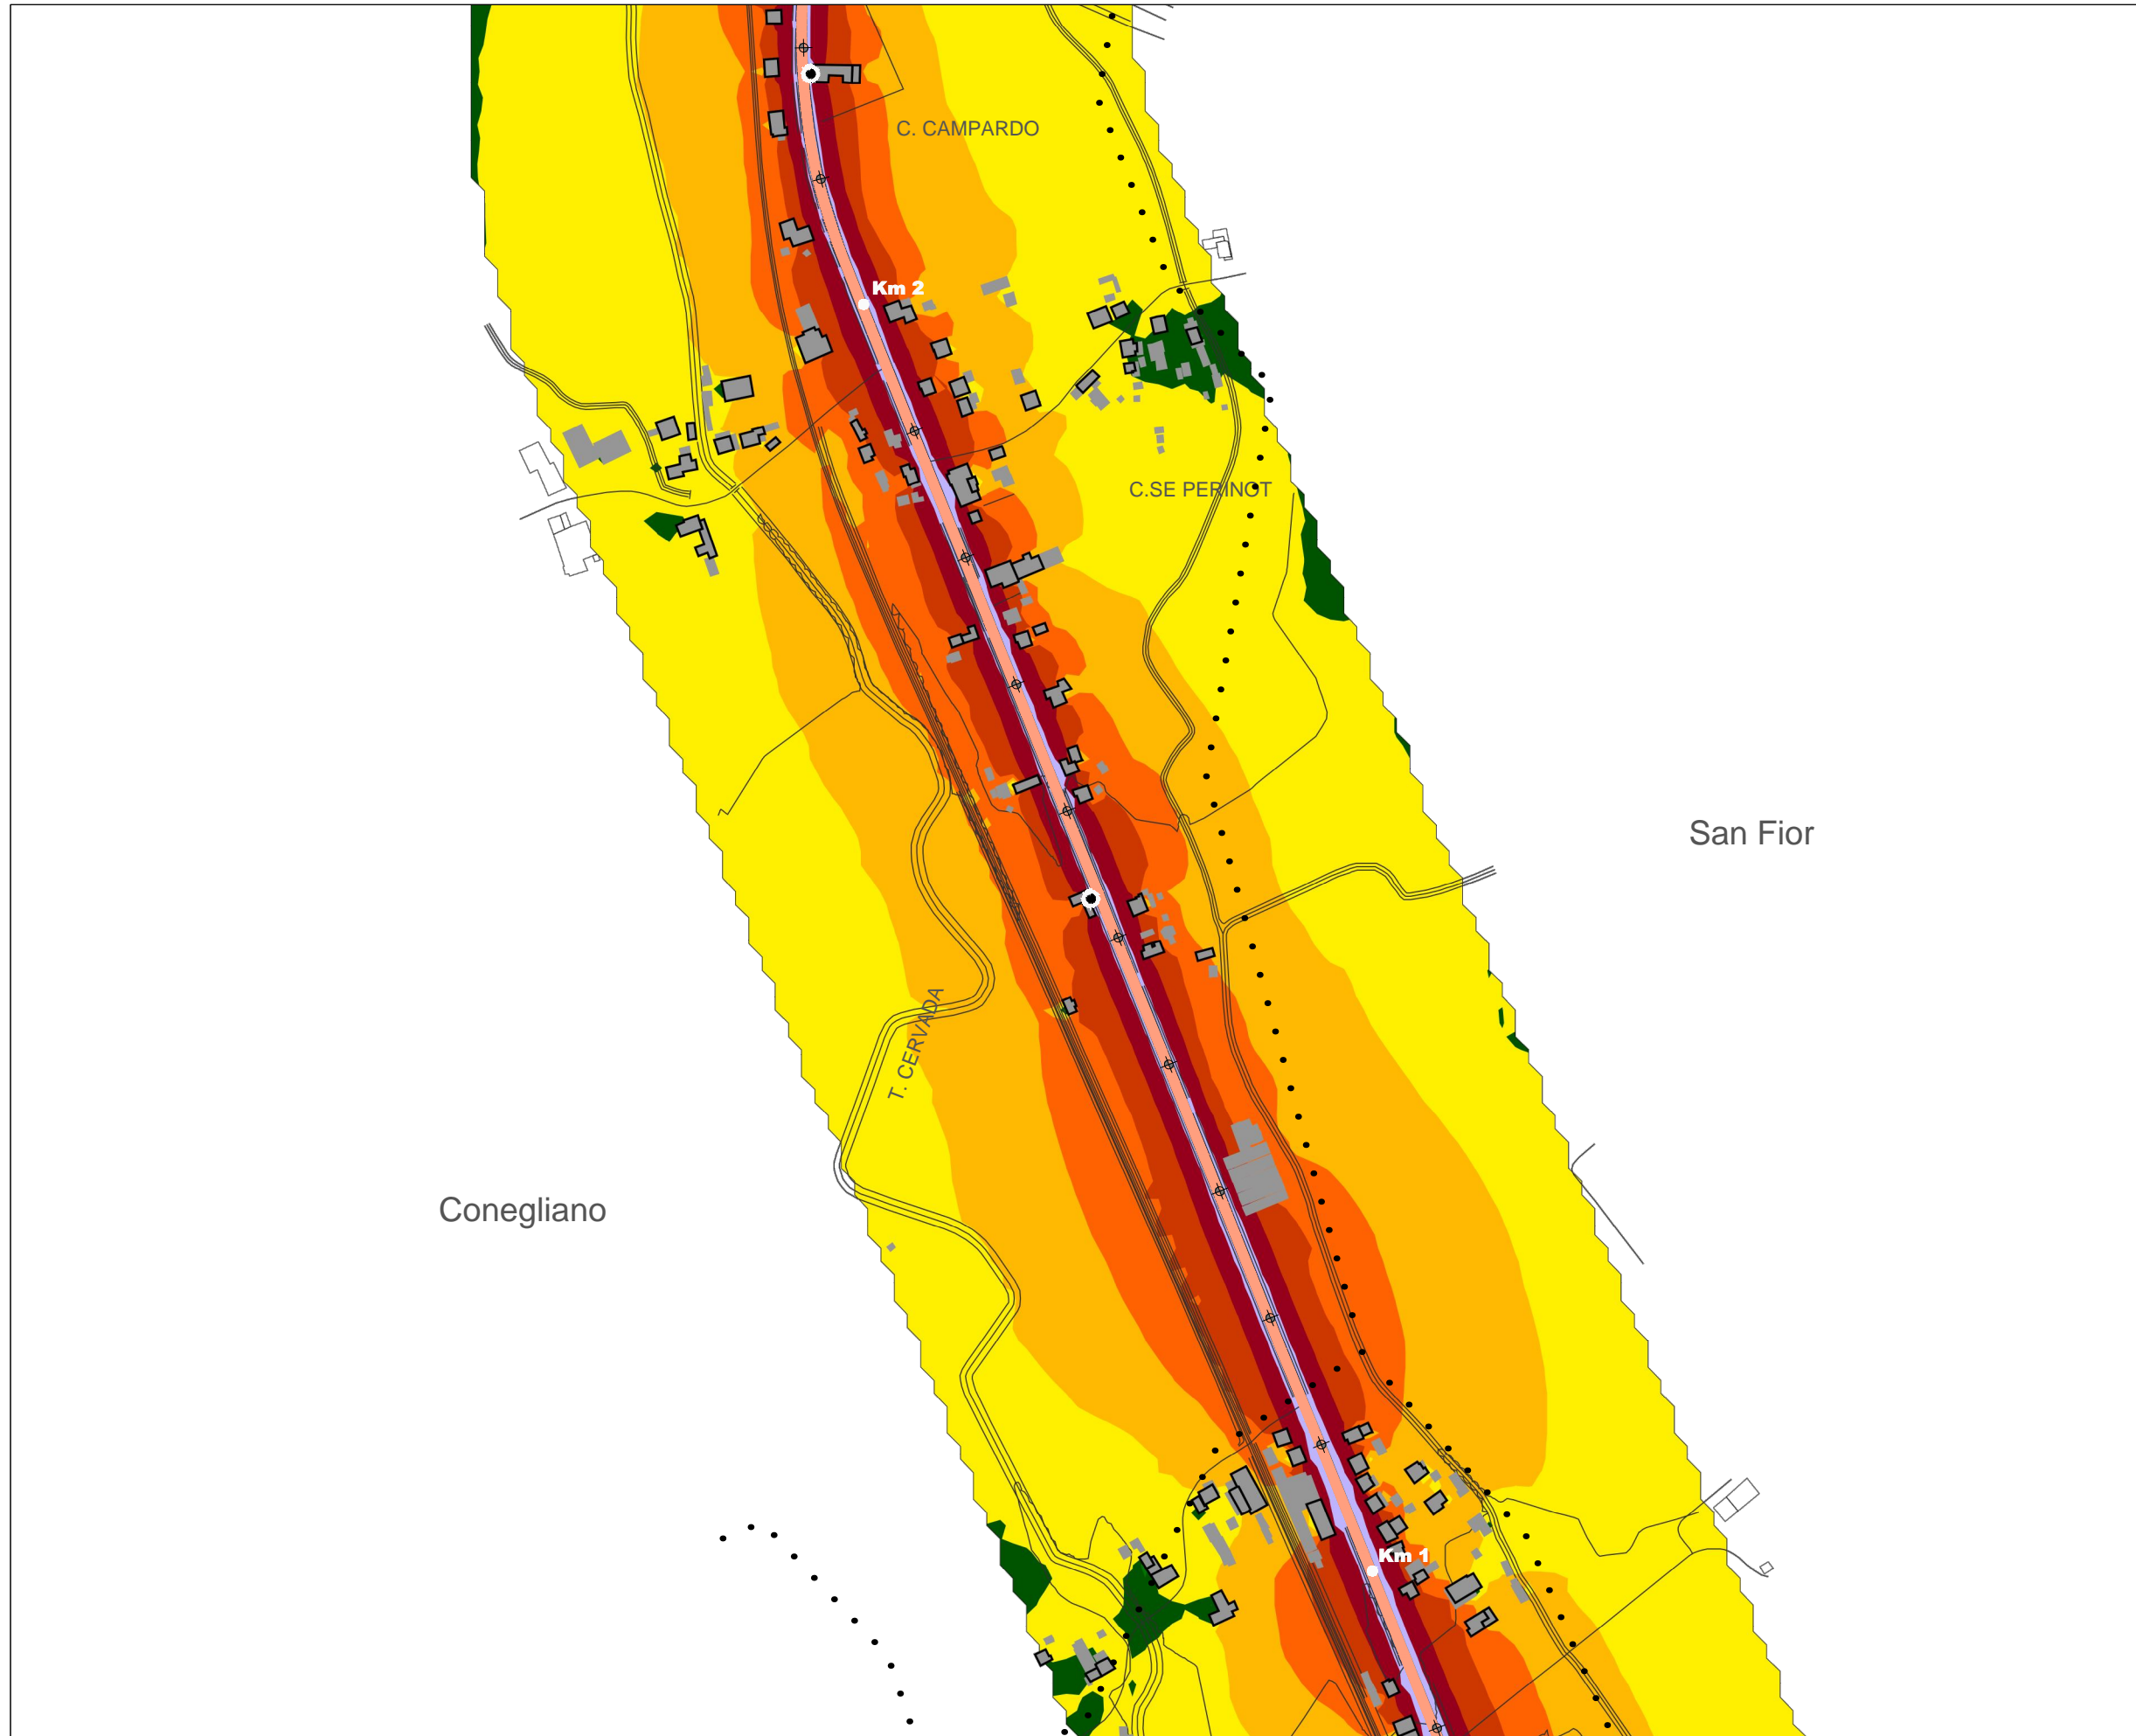 C. CAMPARDO
Km 2
C.SE PERINOT
San Fior
T. CERVADA
Conegliano
Km 1